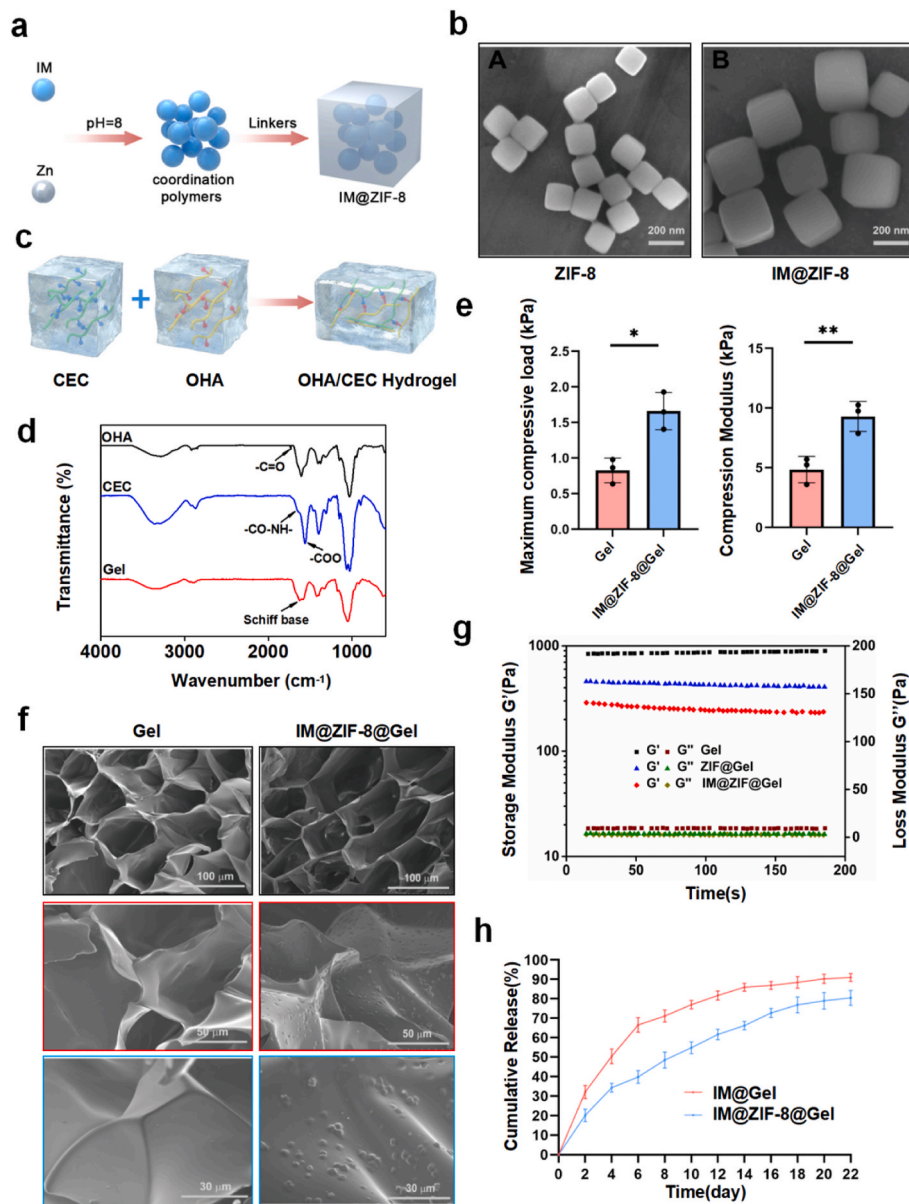 a
IM
Zn
pH=8
coordination
polymers
Linkers
IM@ZIF-8
b
A
200 nm
ZIF-8
B
200 nm
IM@ZIF-8
c
CEC
+
OHA
OHA/CEC Hydrogel
d
Transmittance (%)
OHA
-C=O
CEC
-CO-NH-
-COO
Gel
Schiff base
4000 3000 2000 1000
Wavenumber (cm-1)
e
Maximum compressive load (kPa)
2.5
2.0
1.5
1.0
0.5
0.0
*
Gel
IM@ZIF-8@Gel
Compression Modulus (kPa)
15
10
5
0
**
Gel
IM@ZIF-8@Gel
f
Gel
IM@ZIF-8@Gel
100 μm
100 μm
50 μm
50 μm
30 μm
30 μm
g
Storage Modulus G'(Pa)
1000
100
10
G' G'' Gel
G' G'' ZIF@Gel
G' G'' IM@ZIF@Gel
200
150
100
50
0
Loss Modulus G''(Pa)
0 50 100 150 200
Time(s)
h
Cumulative Release(%)
100
90
80
70
60
50
40
30
20
10
0
IM@Gel
IM@ZIF-8@Gel
0 2 4 6 8 10 12 14 16 18 20 22
Time(day)